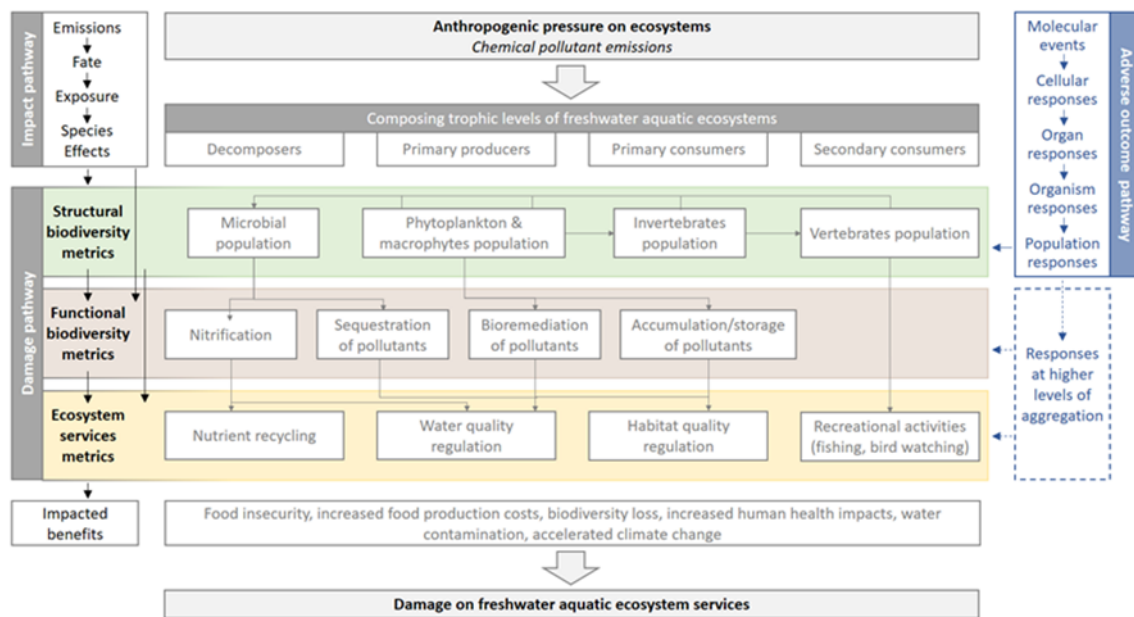 Impact pathway
Emissions
Fate
Exposure
Species
Effects
Anthropogenic pressure on ecosystems
Chemical pollutant emissions
Composing trophic levels of freshwater aquatic ecosystems
Decomposers
Primary producers
Primary consumers
Secondary consumers
Molecular
events
Cellular
responses
Organ
responses
Organism
responses
Population
responses
Adverse outcome pathway
Damage pathway
Structural
biodiversity
metrics
Microbial
population
Phytoplankton &
macrophytes population
Invertebrates
population
Vertebrates population
Functional
biodiversity
metrics
Nitrification
Sequestration
of pollutants
Bioremediation
of pollutants
Accumulation/storage
of pollutants
Responses
at higher
levels of
aggregation
Ecosystem
services
metrics
Nutrient recycling
Water quality
regulation
Habitat quality
regulation
Recreational activities
(fishing, bird watching)
Impacted
benefits
Food insecurity, increased food production costs, biodiversity loss, increased human health impacts, water
contamination, accelerated climate change
Damage on freshwater aquatic ecosystem services